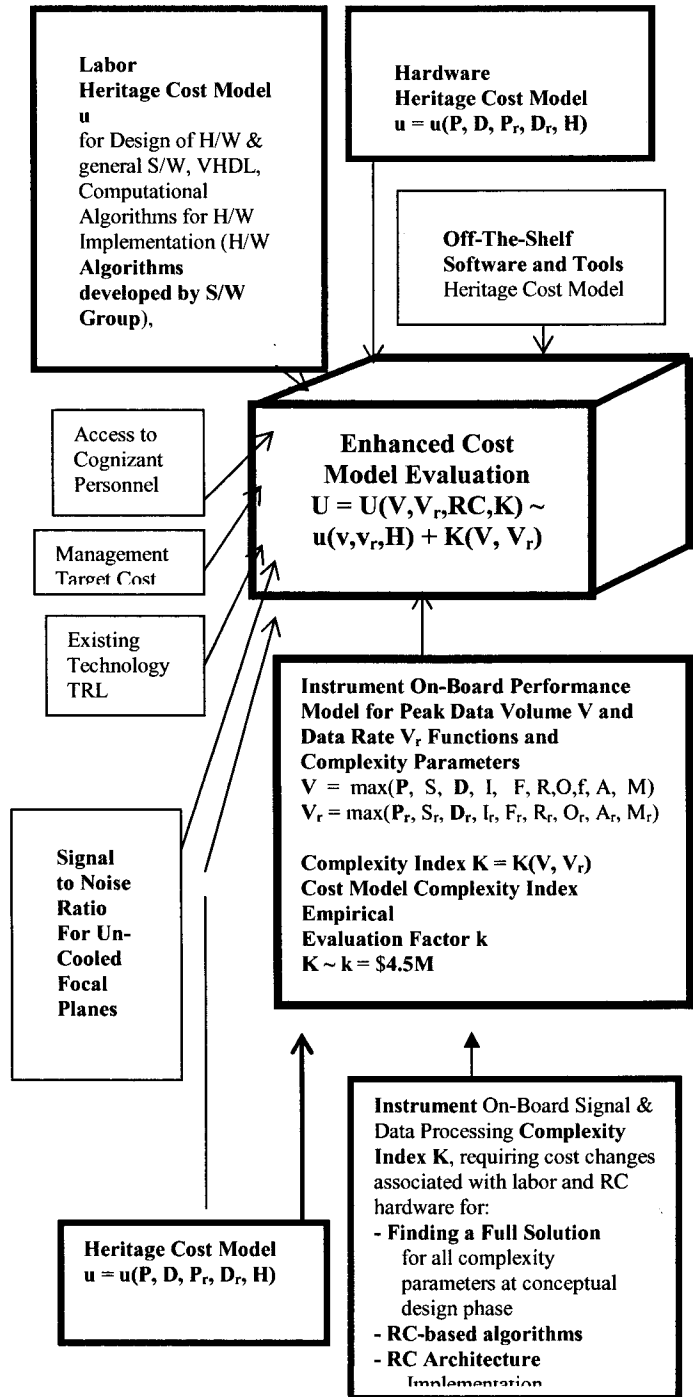 Labor
Heritage Cost Model
u
for Design of H/W &
general S/W, VHDL,
Computational
Algorithms for H/W
Implementation (H/W
Algorithms
developed by S/W
Group),
Hardware
Heritage Cost Model
u = u(P, D, Pr, Dr, H)
Off-The-Shelf
Software and Tools
Heritage Cost Model
Enhanced Cost
Model Evaluation
U = U(V,Vr,RC,K) ~
u(v,vr,H) + K(V, Vr)
Access to
Cognizant
Personnel
Management
Target Cost
Existing
Technology
TRL
Signal
to Noise
Ratio
For Un-
Cooled
Focal
Planes
Instrument On-Board Performance
Model for Peak Data Volume V and
Data Rate Vr Functions and
Complexity Parameters
V = max(P, S, D, I, F, R,O,f, A, M)
Vr = max(Pr, Sr, Dr, Ir, Fr, Rr, Or, Ar, Mr)
Complexity Index K = K(V, Vr)
Cost Model Complexity Index
Empirical
Evaluation Factor k
K ~ k = $4.5M
Heritage Cost Model
u = u(P, D, Pr, Dr, H)
Instrument On-Board Signal &
Data Processing Complexity
Index K, requiring cost changes
associated with labor and RC
hardware for:
- Finding a Full Solution
for all complexity
parameters at conceptual
design phase
- RC-based algorithms
- RC Architecture
Implementation